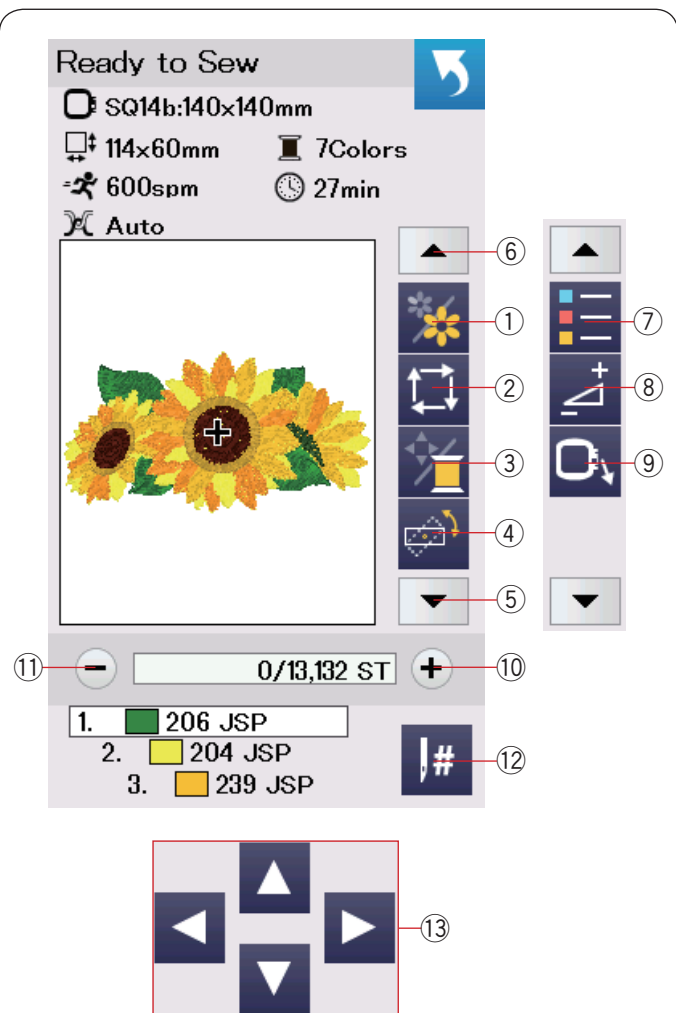 Ready to Sew
SQ14b:140x140mm
114x60mm 7Colors
600spm 27min
Auto
⑥
① ⑦
② ⑧
③ ⑨
④
⑤
⑪ − 0/13,132 ST + ⑩
1. 206 JSP
2. 204 JSP
# ⑫
3. 239 JSP
⑬